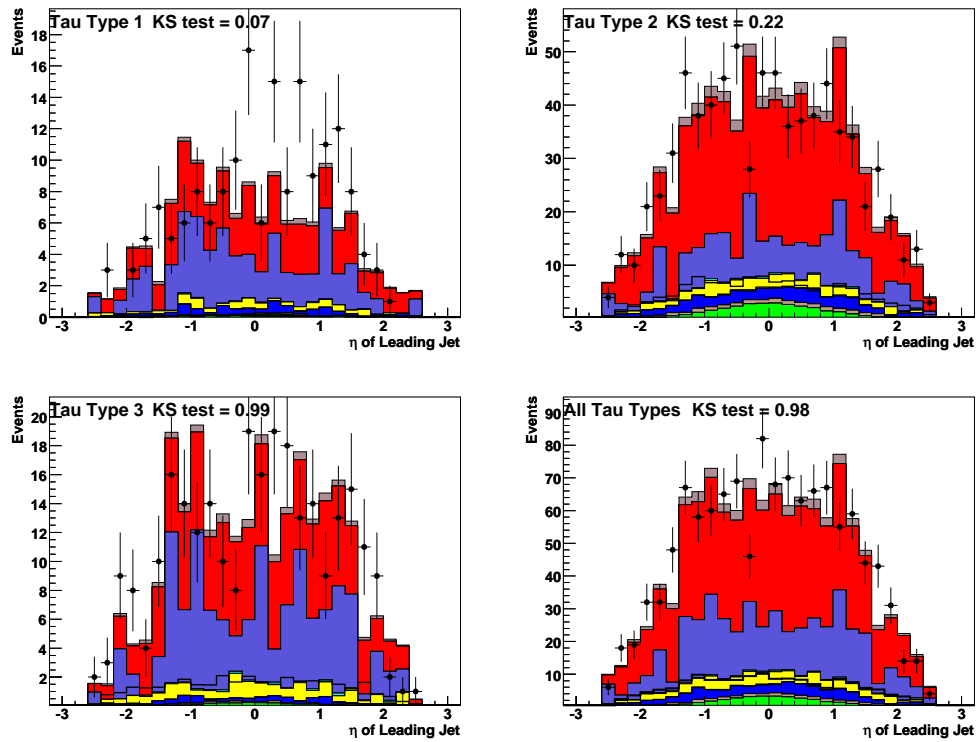 Tau Type 1 KS test = 0.07
Events
18
16
14
12
10
8
6
4
2
0
-3 -2 -1 0 1 2 3
η of Leading Jet
Tau Type 2 KS test = 0.22
Events
50
40
30
20
10
-3 -2 -1 0 1 2 3
η of Leading Jet
Tau Type 3 KS test = 0.99
Events
20
18
16
14
12
10
8
6
4
2
-3 -2 -1 0 1 2 3
η of Leading Jet
All Tau Types KS test = 0.98
Events
90
80
70
60
50
40
30
20
10
-3 -2 -1 0 1 2 3
η of Leading Jet